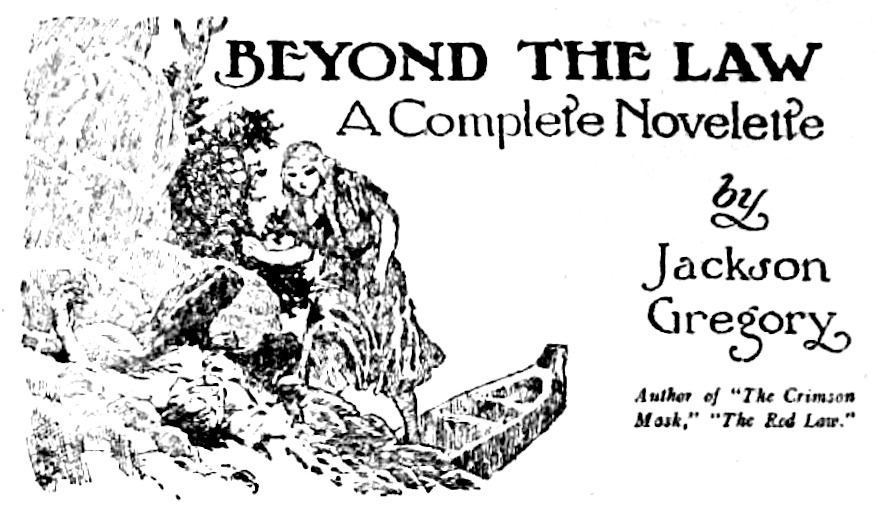 BEYOND THE LAW
A Complete Novelette
by
Jackson
Gregory
Author of "The Crimson
Mask," "The Red Law."